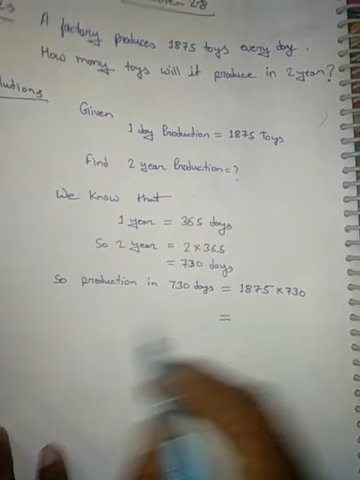 A factory produces 1875 toys every day.
How many toys will it produce in 2 year?
Given
1 day Production = 1875 Toys
Find 2 year Production = ?
We know that
1 year = 365 days
So 2 year = 2×365
= 730 days
So production in 730 days = 1875 × 730
=